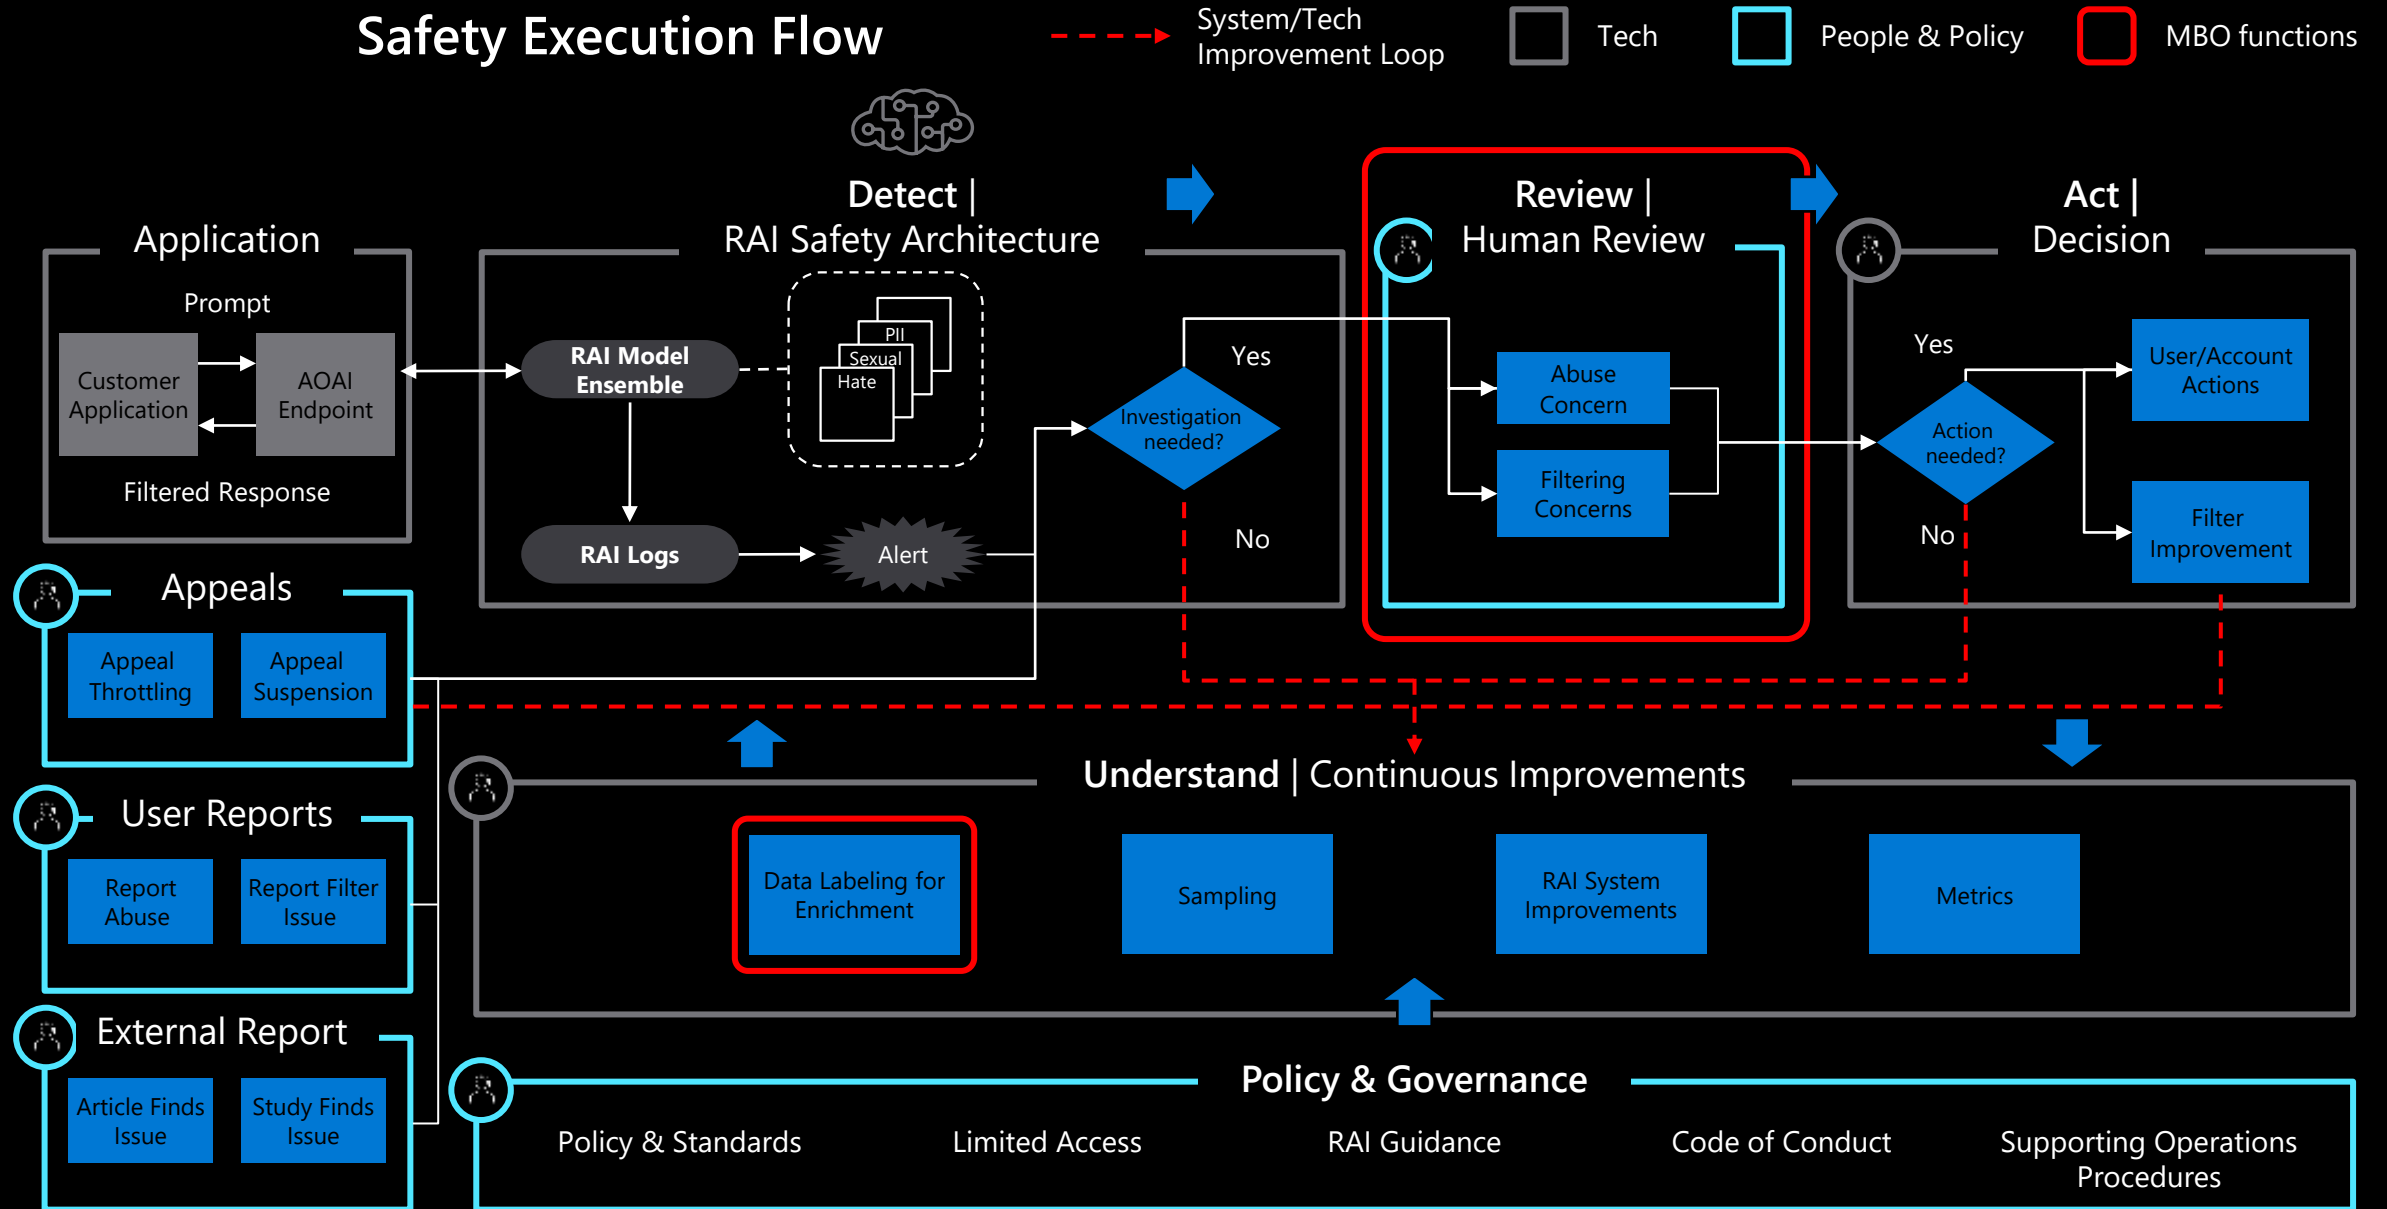 Safety Execution Flow
System/Tech
Improvement Loop
Tech
People & Policy
MBO functions
Application
Prompt
Customer
Application
AOAI
Endpoint
Filtered Response
Detect |
RAI Safety Architecture
RAI Model
Ensemble
PII
Sexual
Hate
RAI Logs
Alert
Investigation
needed?
Yes
No
Review |
Human Review
Abuse
Concern
Filtering
Concerns
Act |
Decision
Yes
Action
needed?
No
User/Account
Actions
Filter
Improvement
Appeals
Appeal
Throttling
Appeal
Suspension
User Reports
Report
Abuse
Report Filter
Issue
External Report
Article Finds
Issue
Study Finds
Issue
Understand | Continuous Improvements
Data Labeling for
Enrichment
Sampling
RAI System
Improvements
Metrics
Policy & Governance
Policy & Standards
Limited Access
RAI Guidance
Code of Conduct
Supporting Operations
Procedures